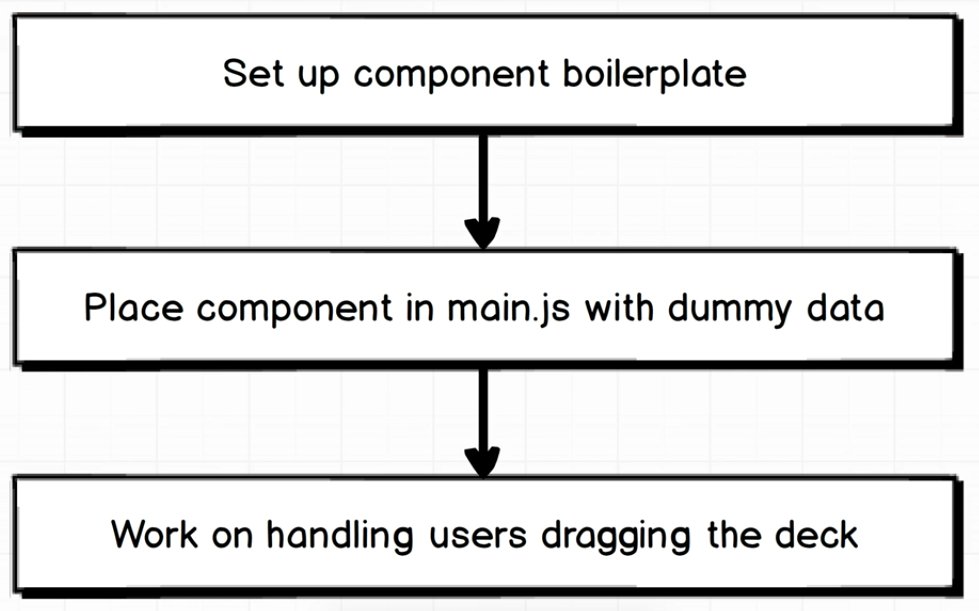 Set up component boilerplate
Place component in main.js with dummy data
Work on handling users dragging the deck